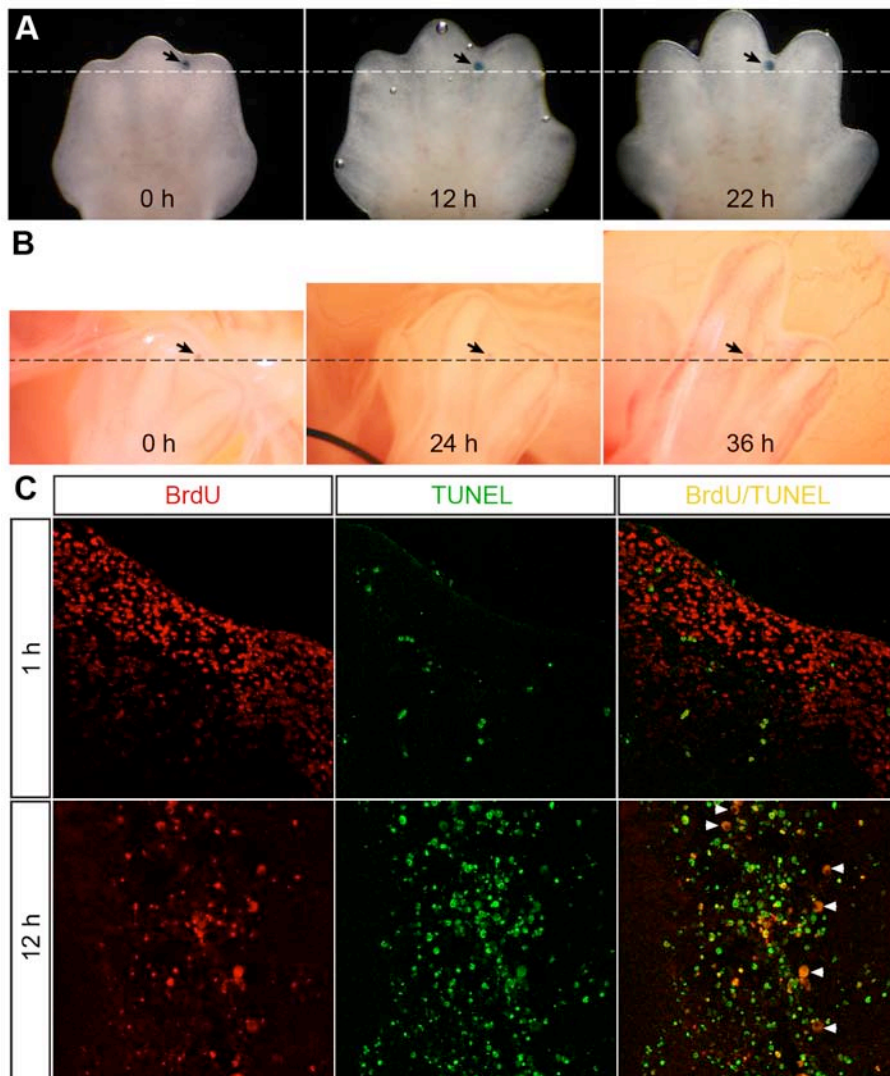 A
0 h
12 h
22 h
B
0 h
24 h
36 h
C
BrdU
TUNEL
BrdU/TUNEL
1 h
12 h